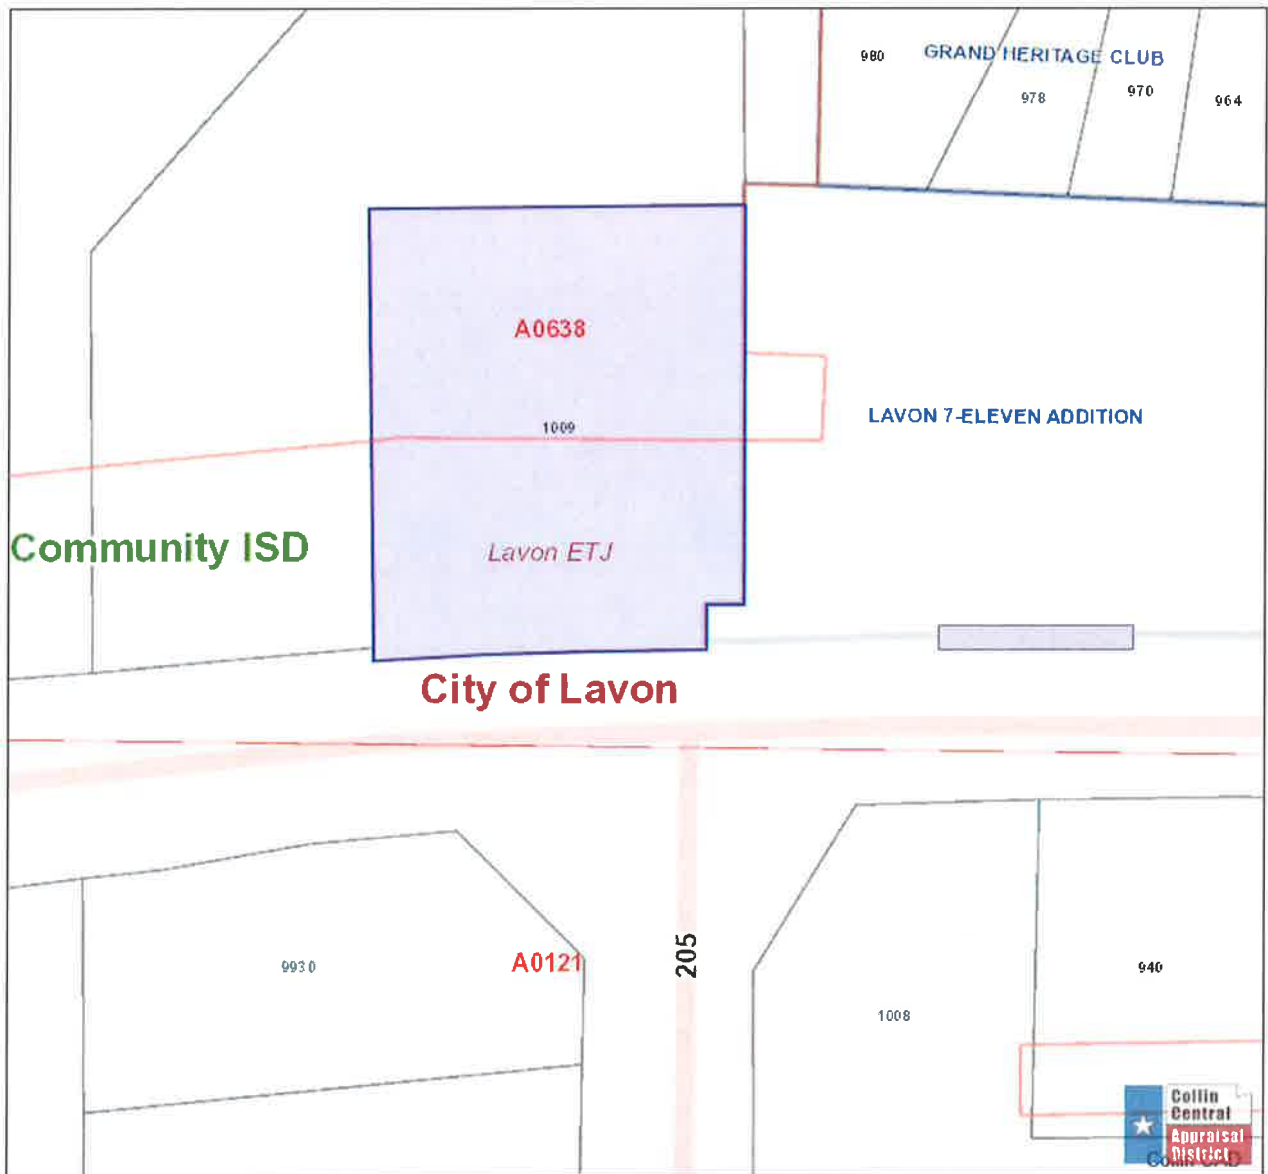 980
GRAND HERITAGE CLUB
978
970
964
A0638
1009
LAVON 7-ELEVEN ADDITION
Community ISD
Lavon ETJ
City of Lavon
205
9930
A0121
940
1008
Collin
Central
Appraisal
District